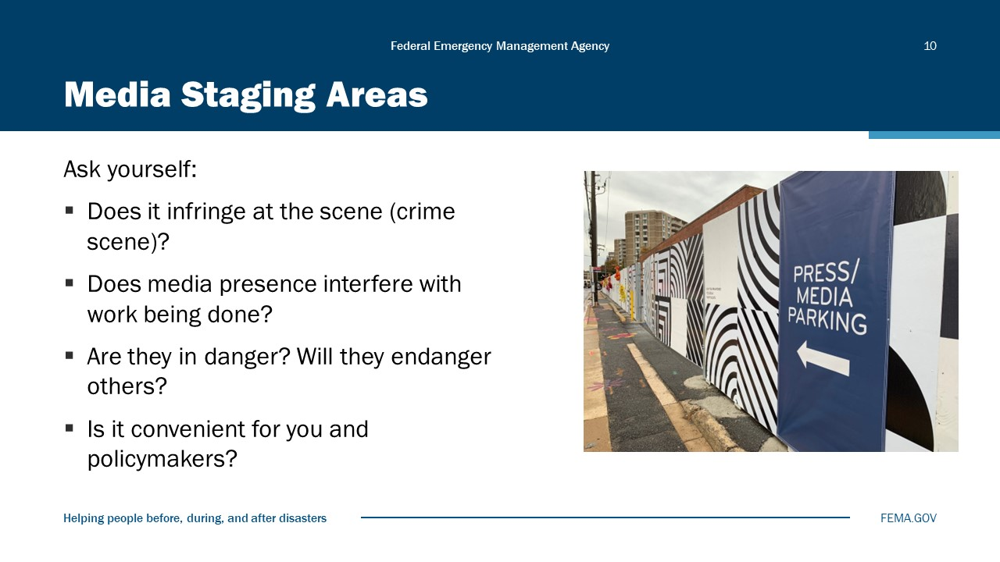 Federal Emergency Management Agency
10
Media Staging Areas
Ask yourself:
▪ Does it infringe at the scene (crime
scene)?
▪ Does media presence interfere with
work being done?
▪ Are they in danger? Will they endanger
others?
▪ Is it convenient for you and
policymakers?
PRESS/
MEDIA
PARKING
Helping people before, during, and after disasters
FEMA.GOV